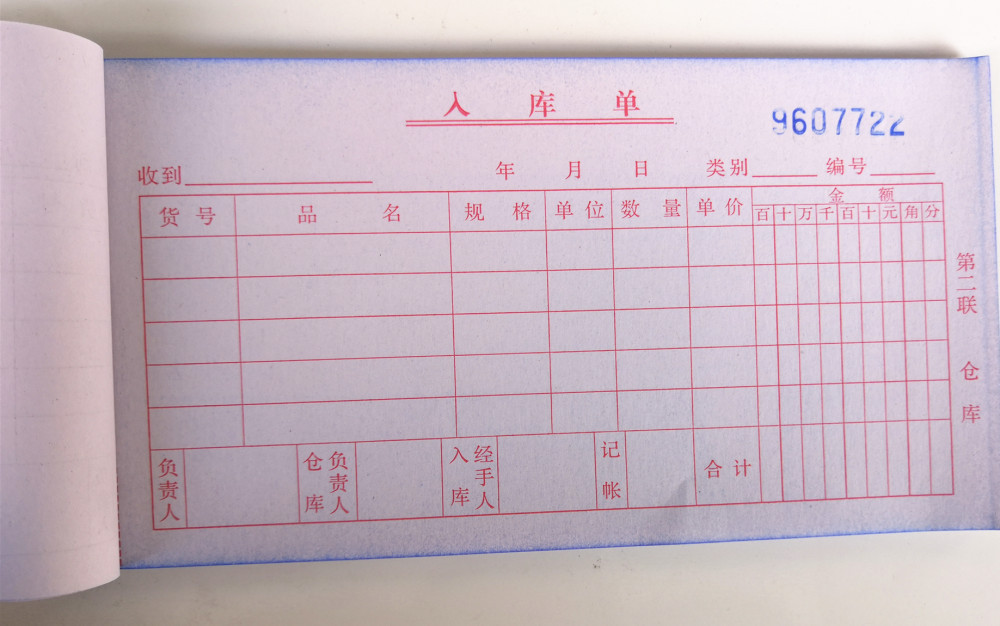 入库单
9607722
收到 年 月 日 类别 编号
货号 品名 规格 单位 数量 单价 金额
百 十 万 千 百 十 元 角 分
第二联 仓库
负责人 仓库负责人 入库经手人 记帐 合计